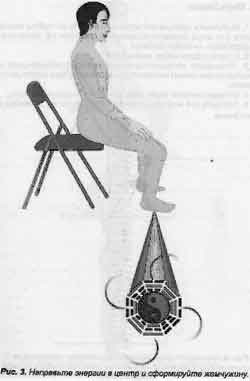 Рис. 3. Направьте энергии в центр и сформируйте жемчужину.